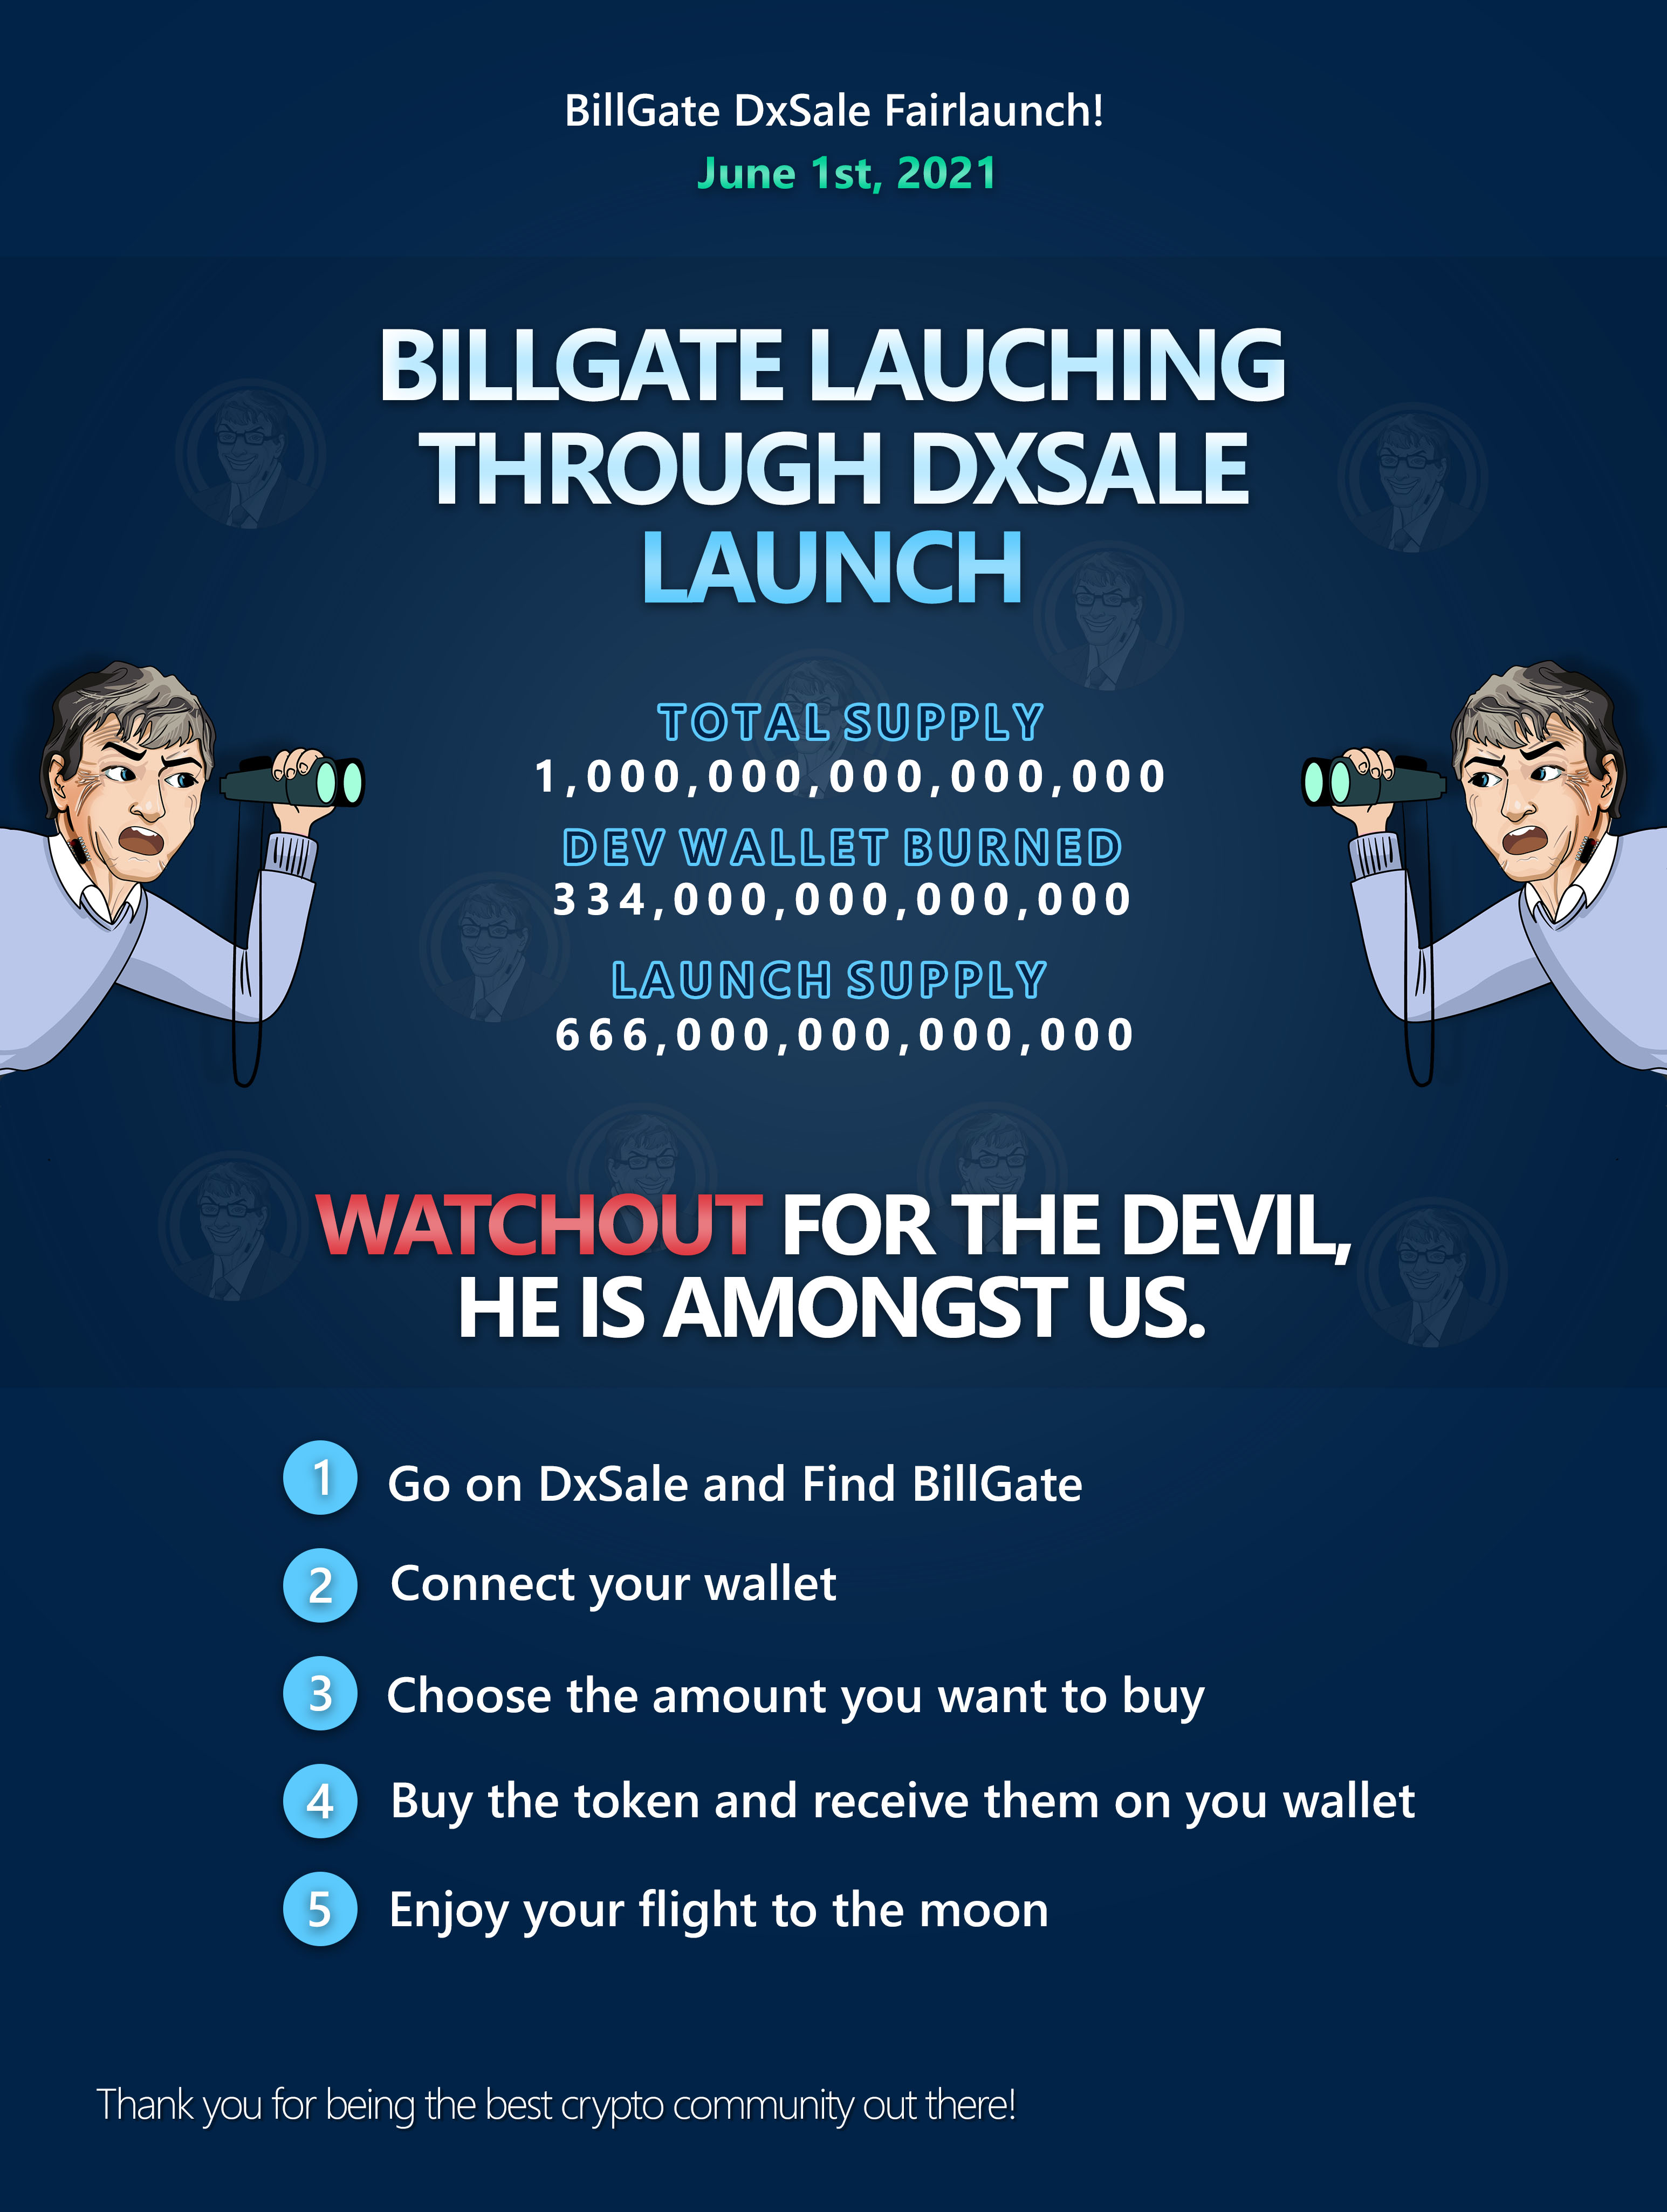 BillGate DxSale Fairlaunch!
June 1st, 2021
BILLGATE LAUCHING
THROUGH DXSALE
LAUNCH
TOTAL SUPPLY
1,000,000,000,000,000
DEV WALLET BURNED
334,000,000,000,000
LAUNCH SUPPLY
666,000,000,000,000
WATCHOUT FOR THE DEVIL,
HE IS AMONGST US.
1 Go on DxSale and Find BillGate
2 Connect your wallet
3 Choose the amount you want to buy
4 Buy the token and receive them on you wallet
5 Enjoy your flight to the moon
Thank you for being the best crypto community out there!